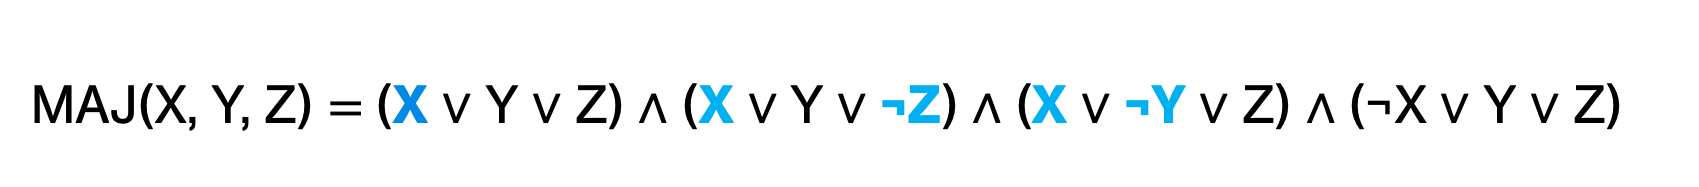 MAJ(X, Y, Z) = (X ∨ Y ∨ Z) ∧ (X ∨ Y ∨ ¬Z) ∧ (X ∨ ¬Y ∨ Z) ∧ (¬X ∨ Y ∨ Z)